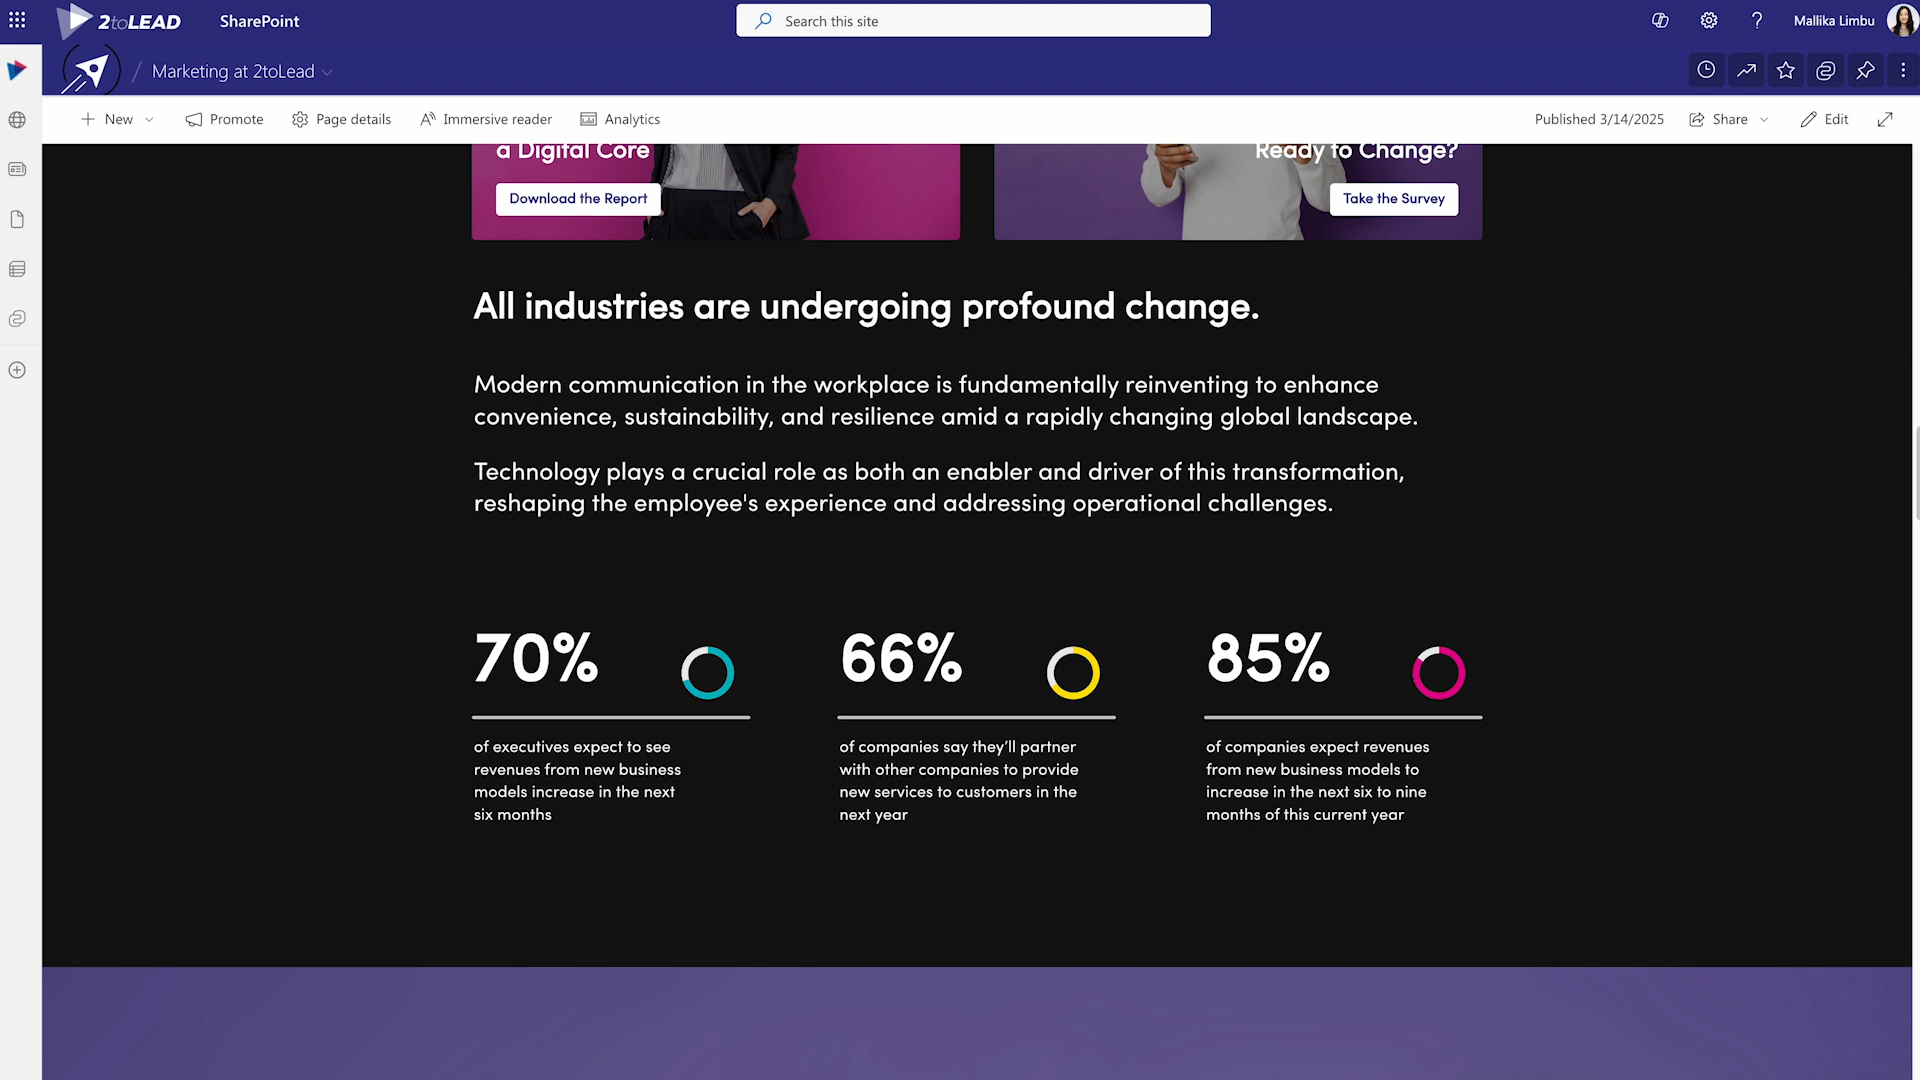 2toLEAD
SharePoint
Search this site
Mallika Limbu
/ Marketing at 2toLead
New
Promote
Page details
Immersive reader
Analytics
Published 3/14/2025
Share
Edit
a Digital Core
Ready to Change?
Download the Report
Take the Survey
All industries are undergoing profound change.
Modern communication in the workplace is fundamentally reinventing to enhance
convenience, sustainability, and resilience amid a rapidly changing global landscape.
Technology plays a crucial role as both an enabler and driver of this transformation,
reshaping the employee's experience and addressing operational challenges.
70%
of executives expect to see
revenues from new business
models increase in the next
six months
66%
of companies say they’ll partner
with other companies to provide
new services to customers in the
next year
85%
of companies expect revenues
from new business models to
increase in the next six to nine
months of this current year